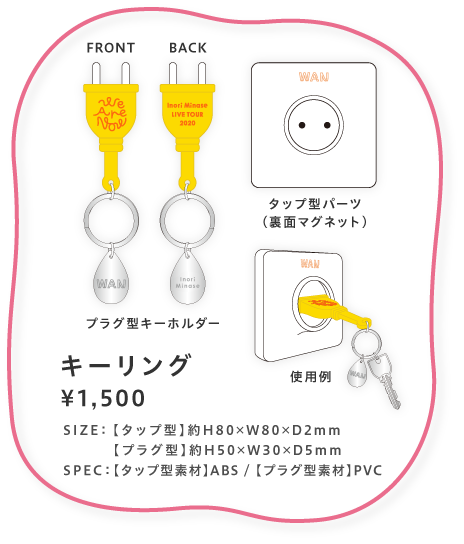 FRONT
BACK
We
Are
Now
Inori Minase
LIVE TOUR
2020
WAN
WAN
Inori
Minase
タップ型パーツ
（裏面マグネット）
プラグ型キーホルダー
WAN
WAN
使用例
キーリング
¥1,500
SIZE：【タップ型】約H80×W80×D2mm
【プラグ型】約H50×W30×D5mm
SPEC：【タップ型素材】ABS / 【プラグ型素材】PVC